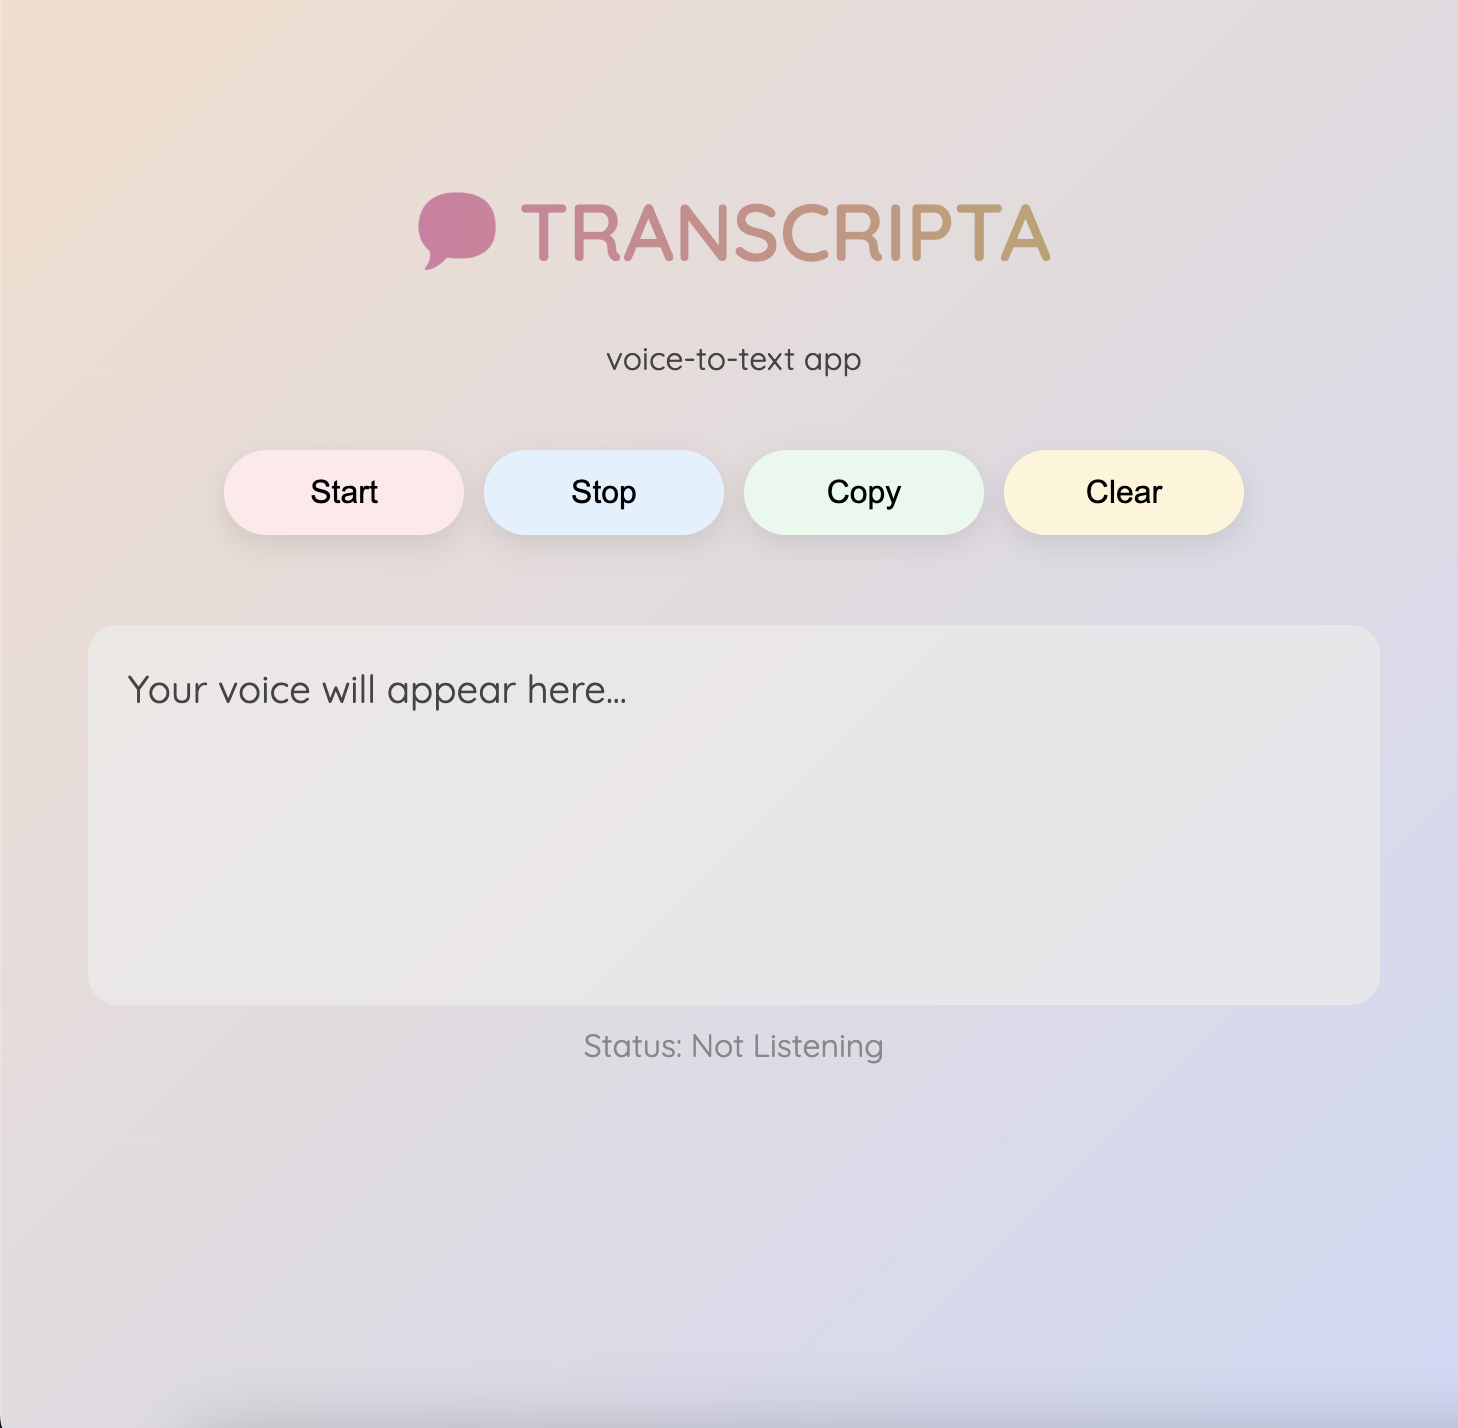 TRANSCRIPTA
voice-to-text app
Start Stop Copy Clear
Your voice will appear here...
Status: Not Listening